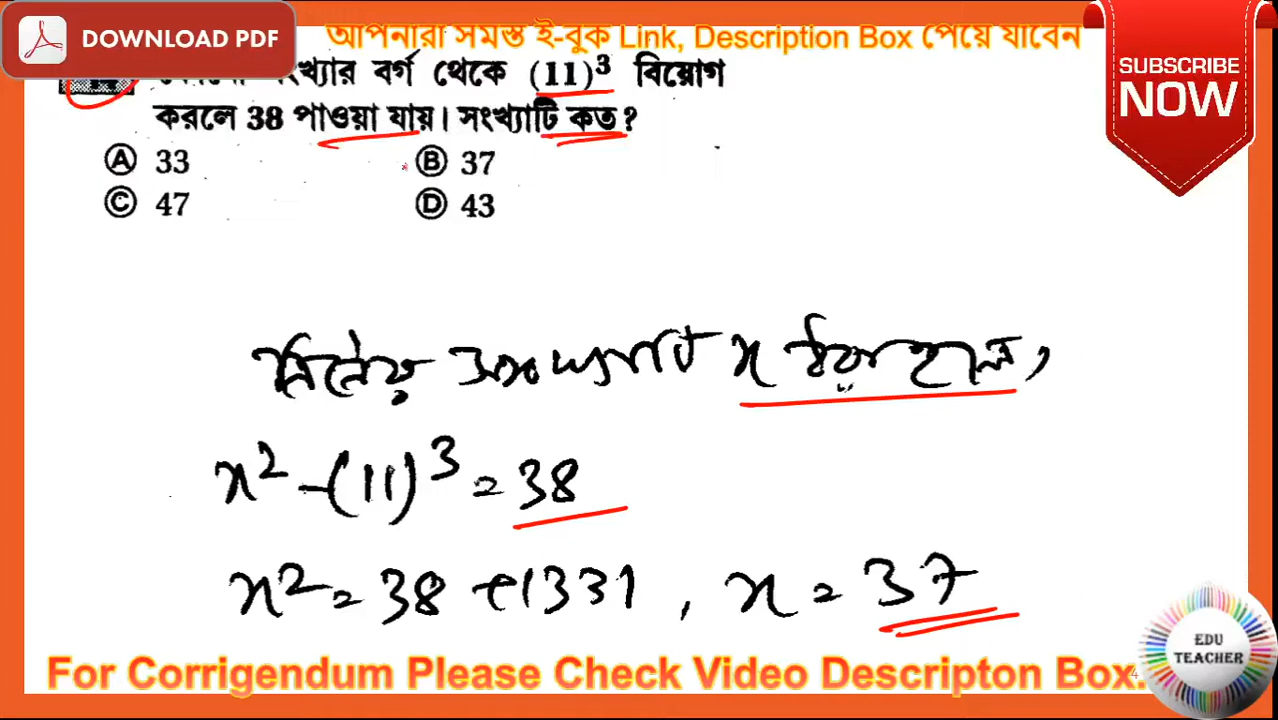 DOWNLOAD PDF
আপনারা সমস্ত ই-বুক Link, Description Box পেয়ে যাবেন
SUBSCRIBE
NOW
সংখ্যার বর্গ থেকে (11)³ বিয়োগ
করলে 38 পাওয়া যায়। সংখ্যাটি কত?
Ⓐ 33 Ⓑ 37
Ⓒ 47 Ⓓ 43
নির্ণেয় সংখ্যাটি x ধরা হলে,
x² - (11)³ = 38
x² = 38 + 1331, x = 37
EDU
TEACHER
For Corrigendum Please Check Video Descripton Box.